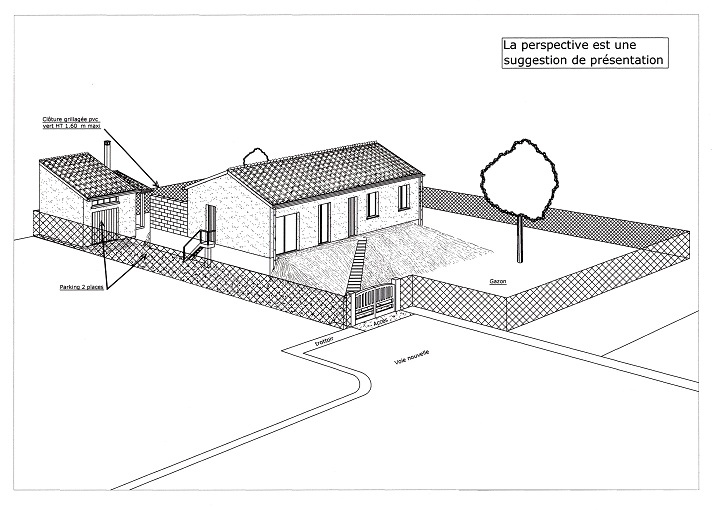 La perspective est une
suggestion de présentation
Clôture grillagée pvc
vert HT 1.60 m maxi
Parking 2 places
Gazon
Accès
trottoir
Voie nouvelle